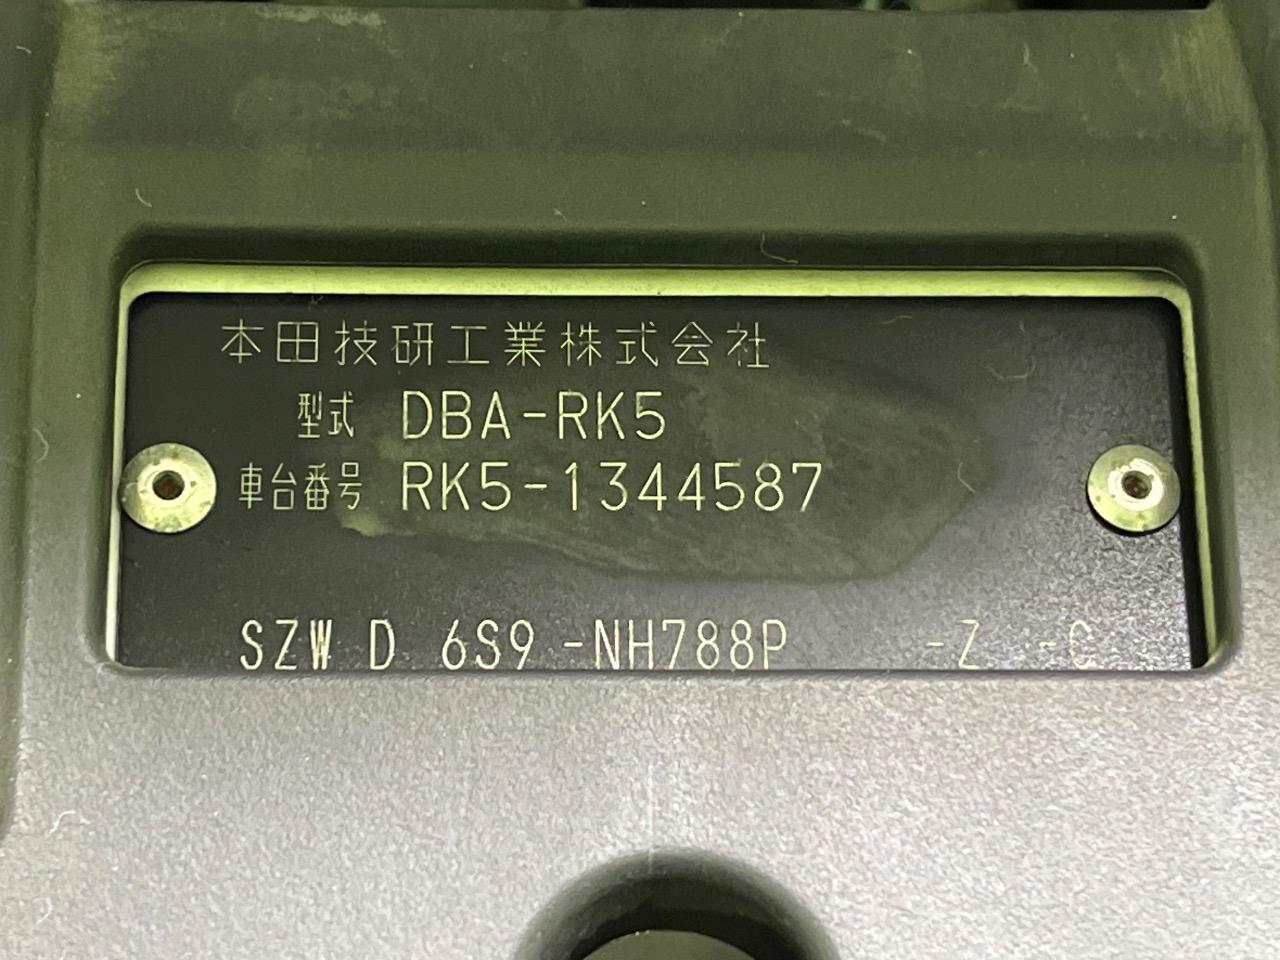 本田技研工業株式会社
型式 DBA-RK5
車台番号 RK5-1344587
SZW D 6S9 -NH788P -Z -C